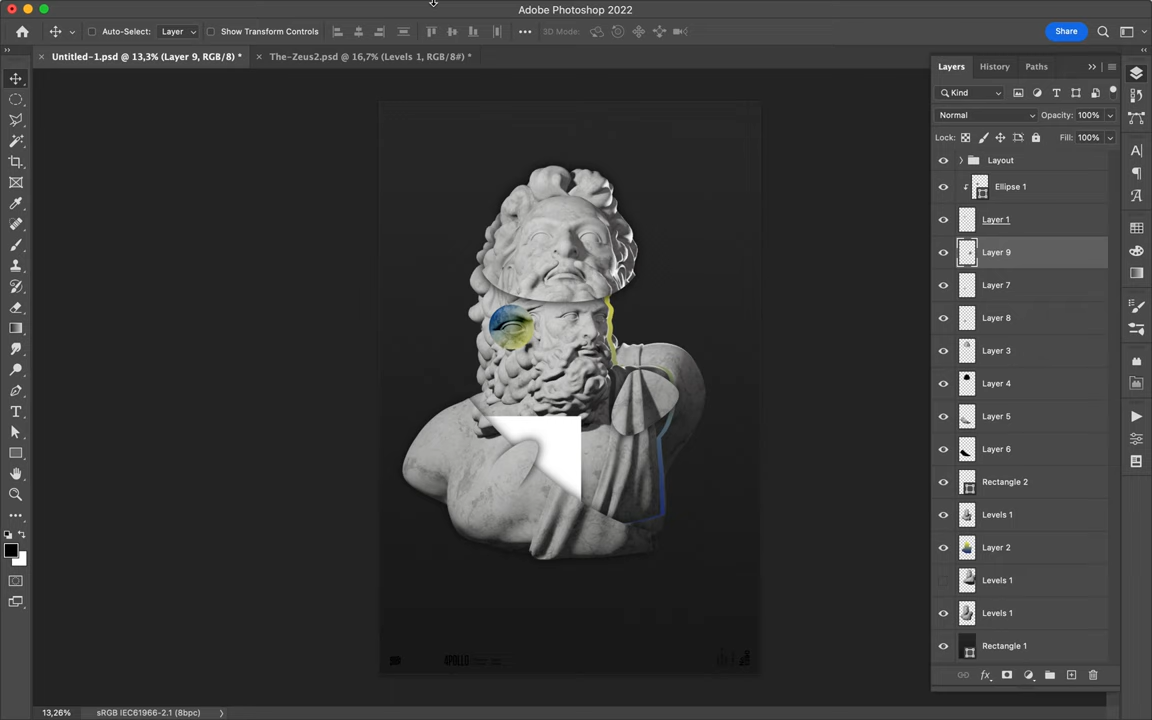 Adobe Photoshop 2022
Auto-Select: Layer Show Transform Controls 3D Mode: Share
Untitled-1.psd @ 13,3% (Layer 9, RGB/8) * The-Zeus2.psd @ 16,7% (Levels 1, RGB/8#) *
Layers History Paths
Kind
Normal Opacity: 100%
Lock: Fill: 100%
Layout
Ellipse 1
Layer 1
Layer 9
Layer 7
Layer 8
Layer 3
Layer 4
Layer 5
Layer 6
Rectangle 2
Levels 1
Layer 2
Levels 1
Levels 1
Rectangle 1
4POLLO
13,26% sRGB IEC61966-2.1 (8bpc)